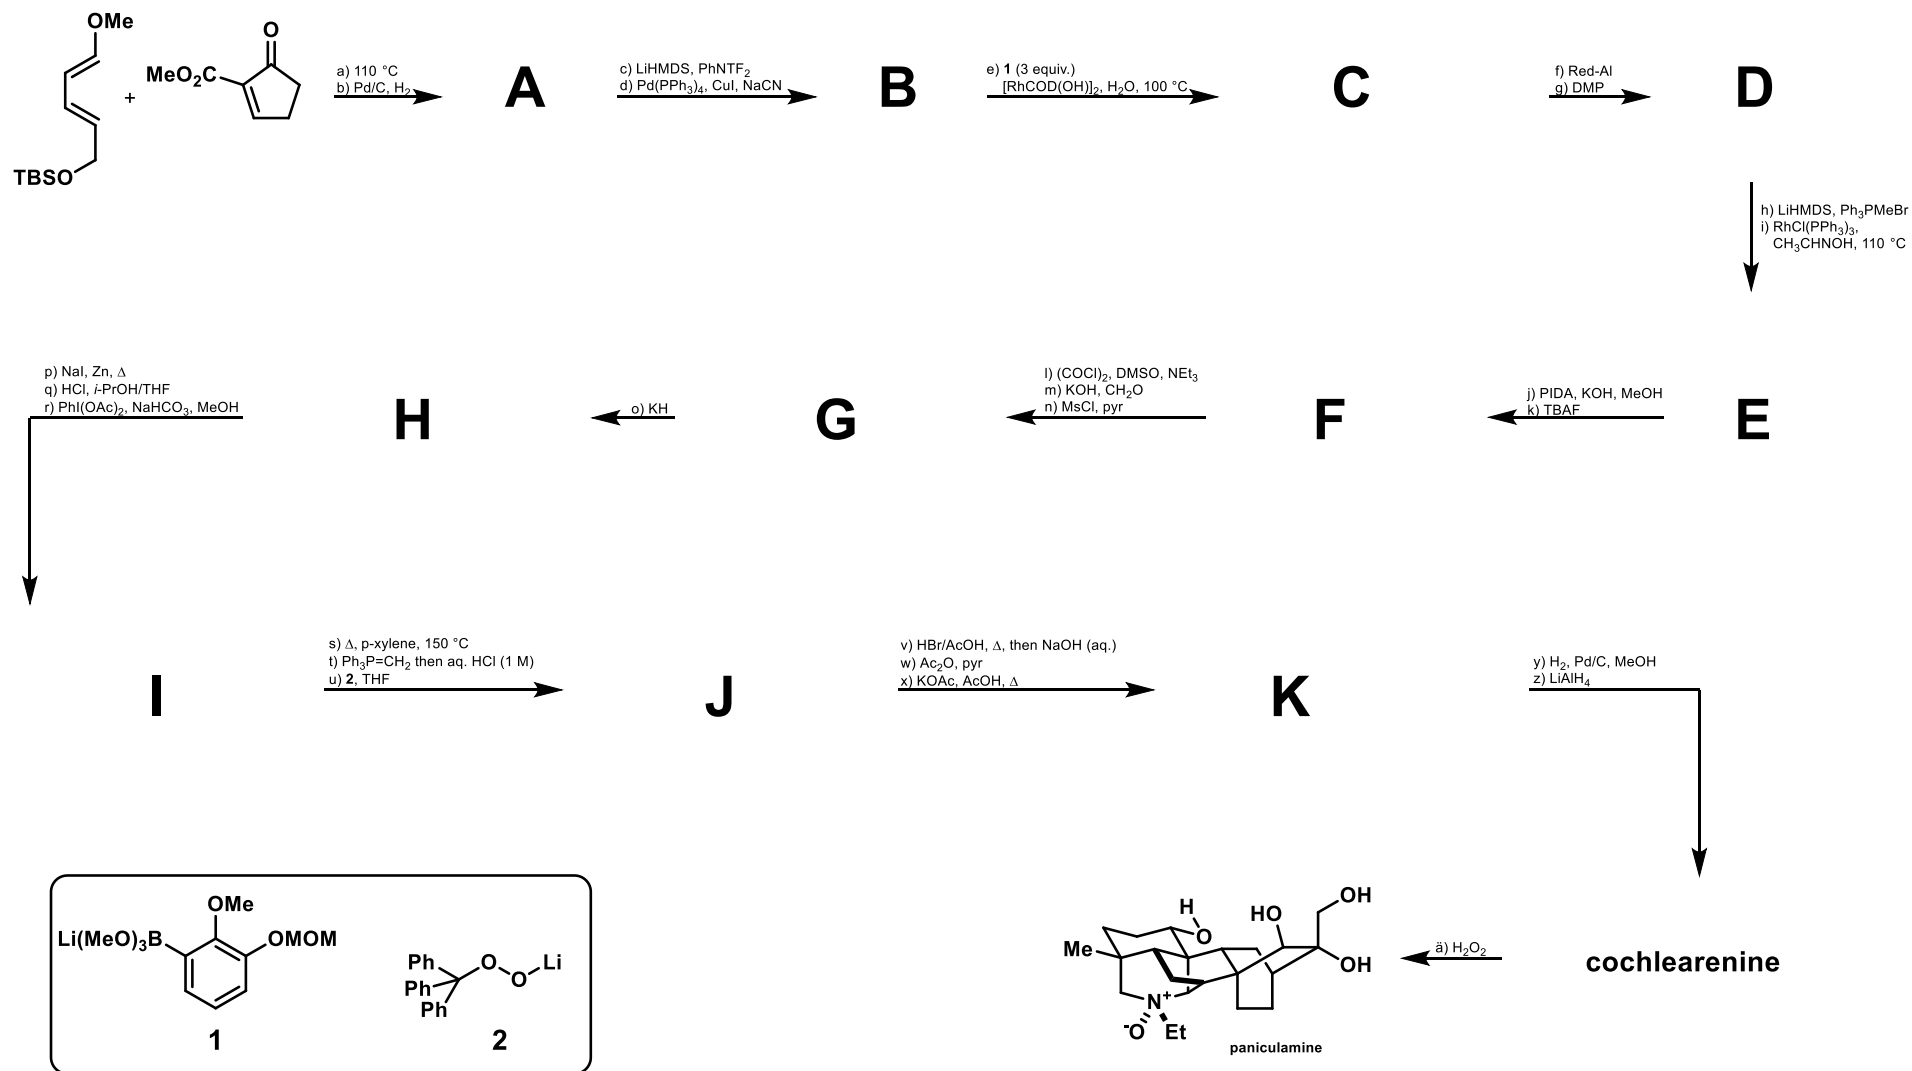 OMe
O
MeO₂C
+
TBSO
a) 110 °C
b) Pd/C, H₂
A
c) LiHMDS, PhNTF₂
d) Pd(PPh₃)₄, CuI, NaCN
B
e) 1 (3 equiv.)
[RhCOD(OH)]₂, H₂O, 100 °C
C
f) Red-Al
g) DMP
D
h) LiHMDS, Ph₃PMeBr
i) RhCl(PPh₃)₃,
CH₃CHNOH, 110 °C
E
j) PIDA, KOH, MeOH
k) TBAF
F
l) (COCl)₂, DMSO, NEt₃
m) KOH, CH₂O
n) MsCl, pyr
G
o) KH
H
p) NaI, Zn, Δ
q) HCl, i-PrOH/THF
r) PhI(OAc)₂, NaHCO₃, MeOH
I
s) Δ, p-xylene, 150 °C
t) Ph₃P=CH₂ then aq. HCl (1 M)
u) 2, THF
J
v) HBr/AcOH, Δ, then NaOH (aq.)
w) Ac₂O, pyr
x) KOAc, AcOH, Δ
K
y) H₂, Pd/C, MeOH
z) LiAlH₄
cochlearenine
ä) H₂O₂
H
O
HO
OH
OH
Me
N⁺
⁻O
Et
paniculamine
OMe
Li(MeO)₃B
OMOM
1
Ph
Ph
Ph
O
O
Li
2